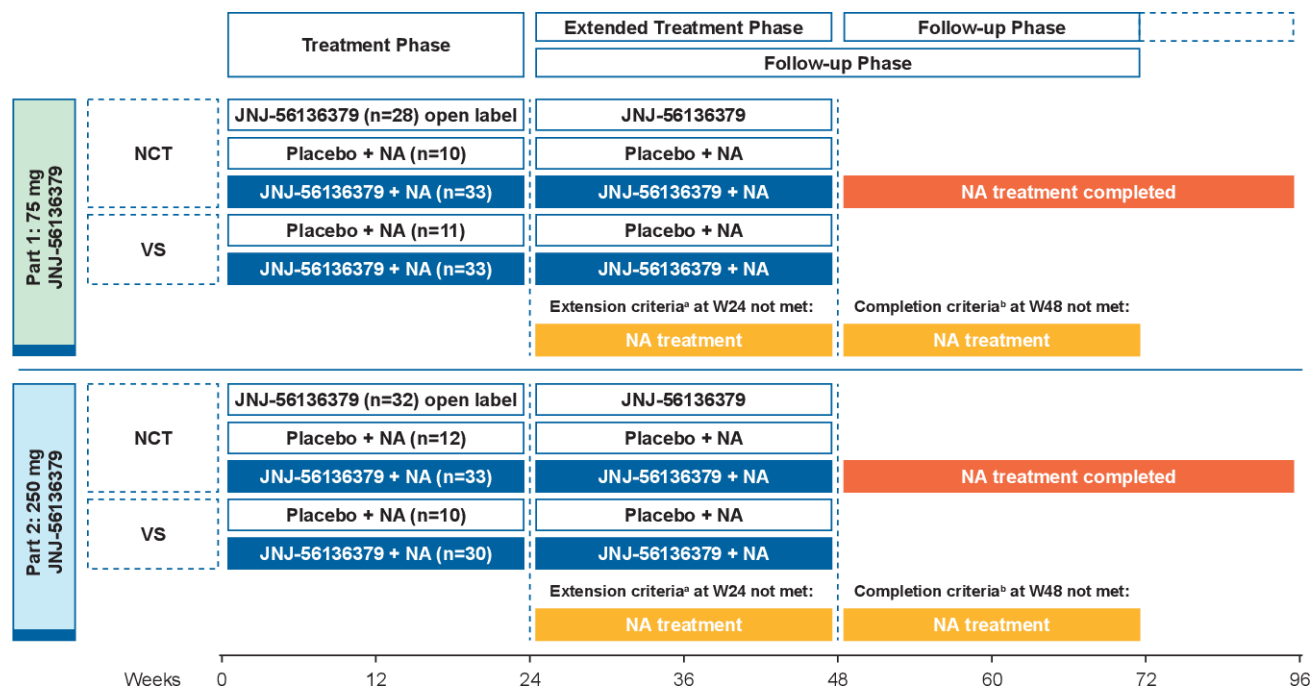 Treatment Phase
Extended Treatment Phase
Follow-up Phase
Follow-up Phase
Part 1: 75 mg
JNJ-56136379
NCT
JNJ-56136379 (n=28) open label
JNJ-56136379
Placebo + NA (n=10)
Placebo + NA
JNJ-56136379 + NA (n=33)
JNJ-56136379 + NA
NA treatment completed
VS
Placebo + NA (n=11)
Placebo + NA
JNJ-56136379 + NA (n=33)
JNJ-56136379 + NA
Extension criteriaᵃ at W24 not met:
Completion criteriaᵇ at W48 not met:
NA treatment
NA treatment
Part 2: 250 mg
JNJ-56136379
NCT
JNJ-56136379 (n=32) open label
JNJ-56136379
Placebo + NA (n=12)
Placebo + NA
JNJ-56136379 + NA (n=33)
JNJ-56136379 + NA
NA treatment completed
VS
Placebo + NA (n=10)
Placebo + NA
JNJ-56136379 + NA (n=30)
JNJ-56136379 + NA
Extension criteriaᵃ at W24 not met:
Completion criteriaᵇ at W48 not met:
NA treatment
NA treatment
Weeks 0 12 24 36 48 60 72 96